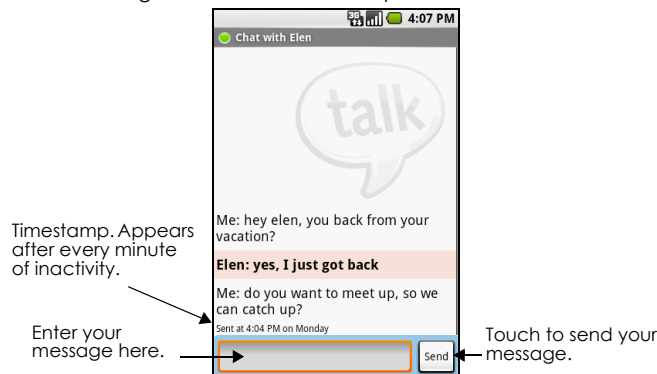 3G 4:07 PM
Chat with Elen
talk
Me: hey elen, you back from your
vacation?
Elen: yes, I just got back
Me: do you want to meet up, so we
can catch up?
Sent at 4:04 PM on Monday
Send
Timestamp. Appears
after every minute
of inactivity.
Enter your
message here.
Touch to send your
message.